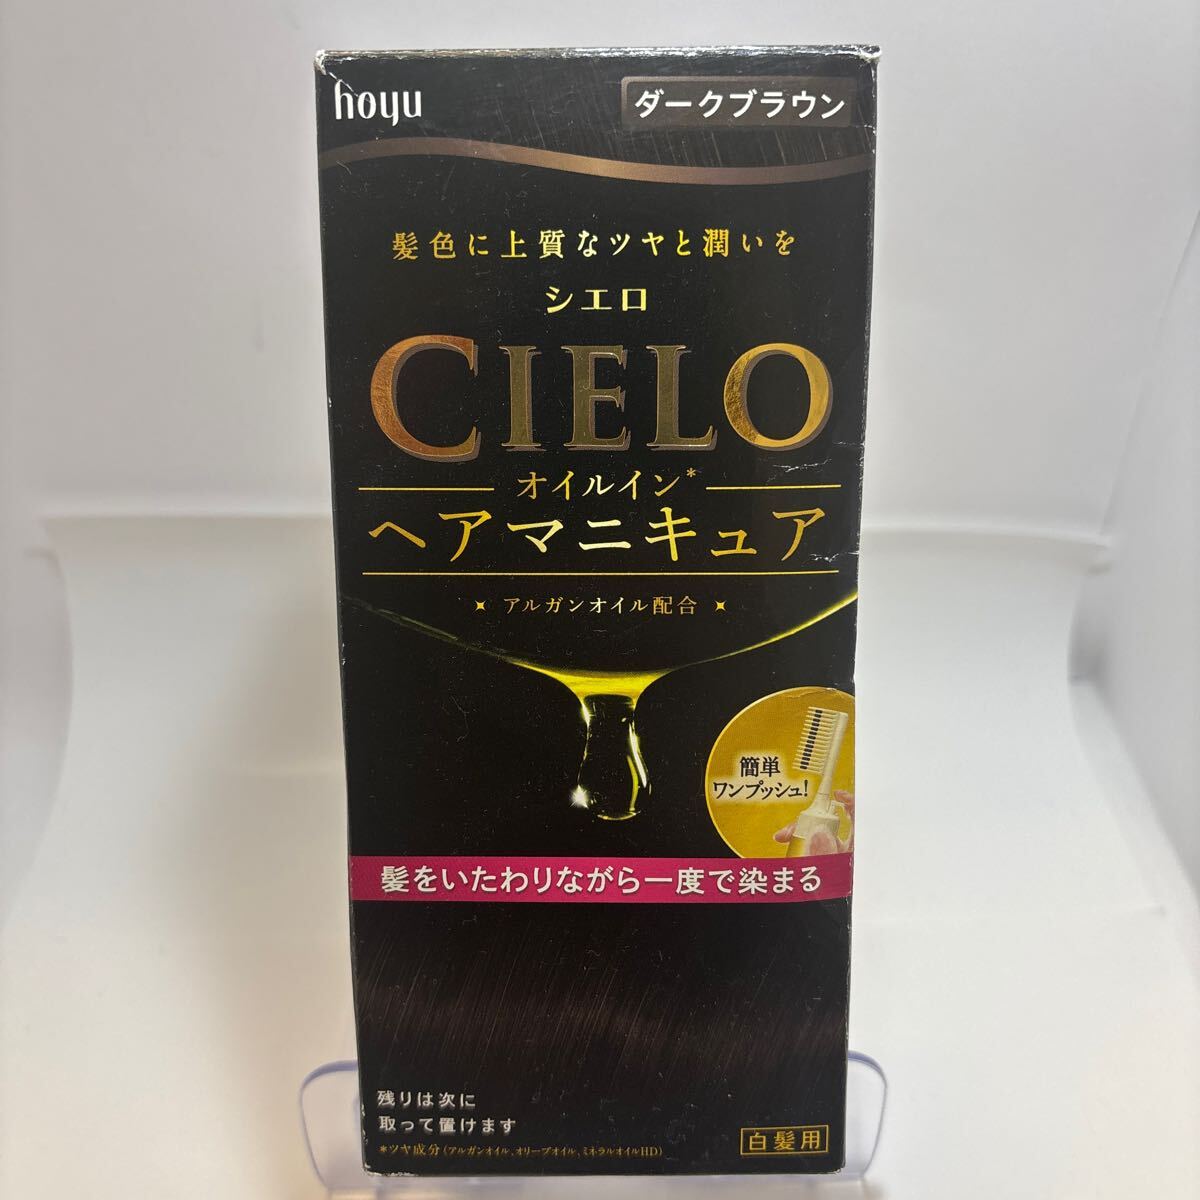 hoyu
ダークブラウン
髪色に上質なツヤと潤いを
シエロ
CIELO
オイルイン*
ヘアマニキュア
アルガンオイル配合
簡単
ワンプッシュ!
髪をいたわりながら一度で染まる
残りは次に
取って置けます
*ツヤ成分(アルガンオイル、オリーブオイル、ミネラルオイルHD)
白髪用